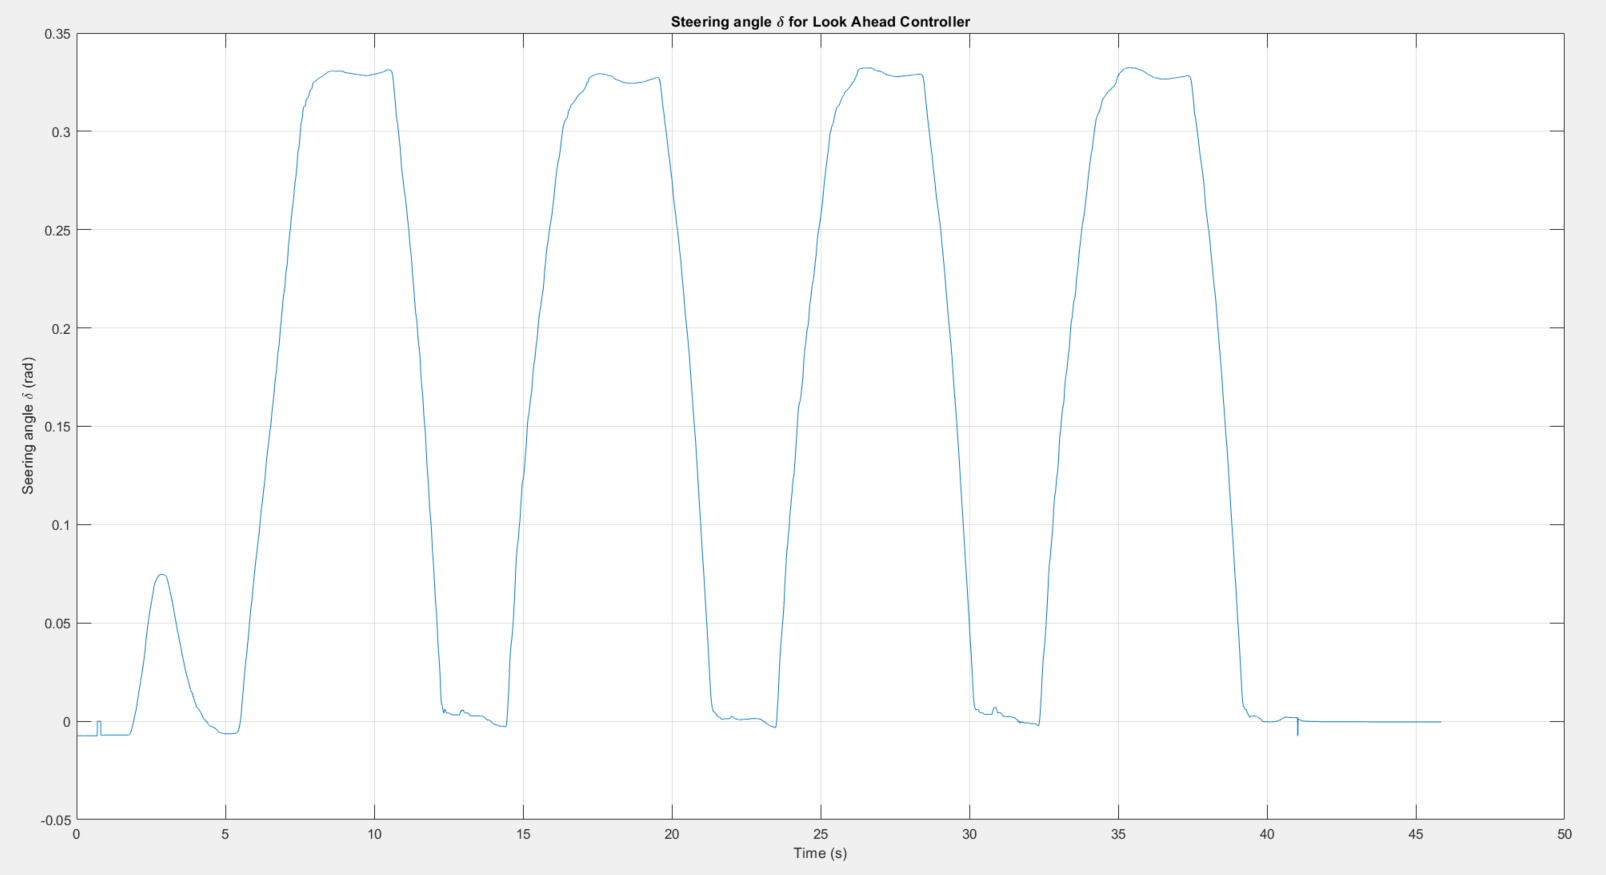 Steering angle δ for Look Ahead Controller
0.35
0.3
0.25
0.2
0.15
0.1
0.05
0
-0.05
Seering angle δ (rad)
0 5 10 15 20 25 30 35 40 45 50
Time (s)